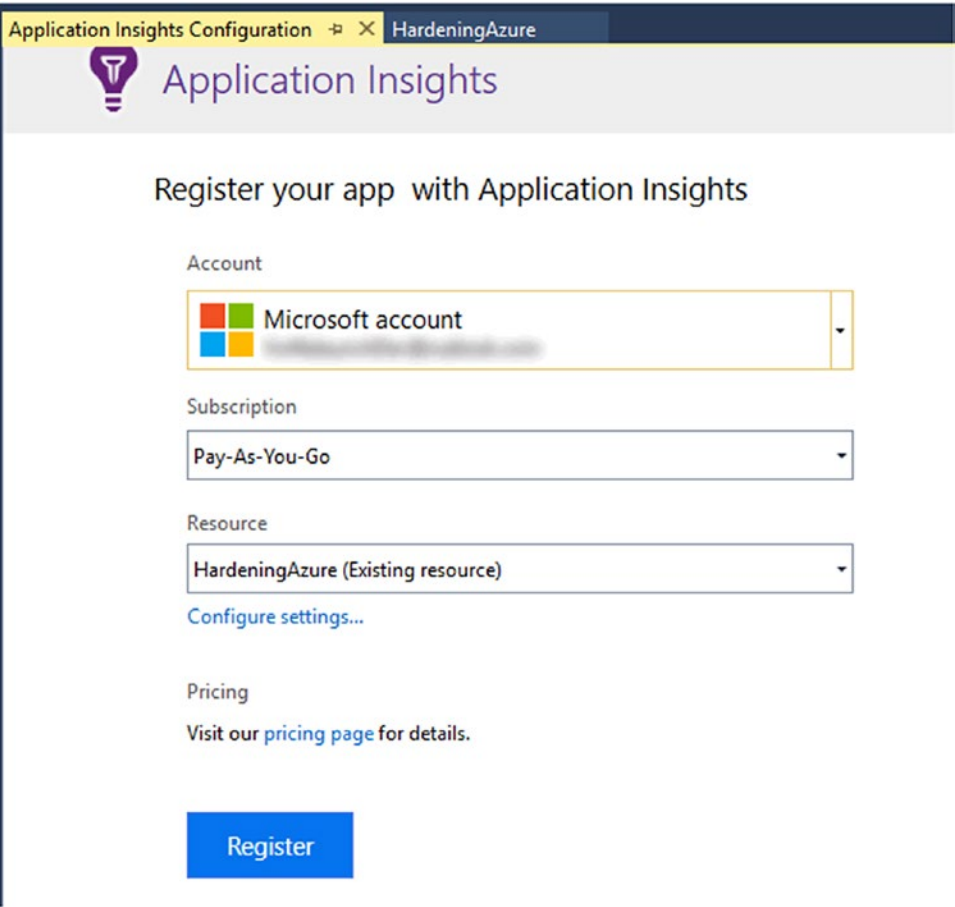 Application Insights Configuration HardeningAzure
Application Insights
Register your app with Application Insights
Account
Microsoft account
Subscription
Pay-As-You-Go
Resource
HardeningAzure (Existing resource)
Configure settings...
Pricing
Visit our pricing page for details.
Register